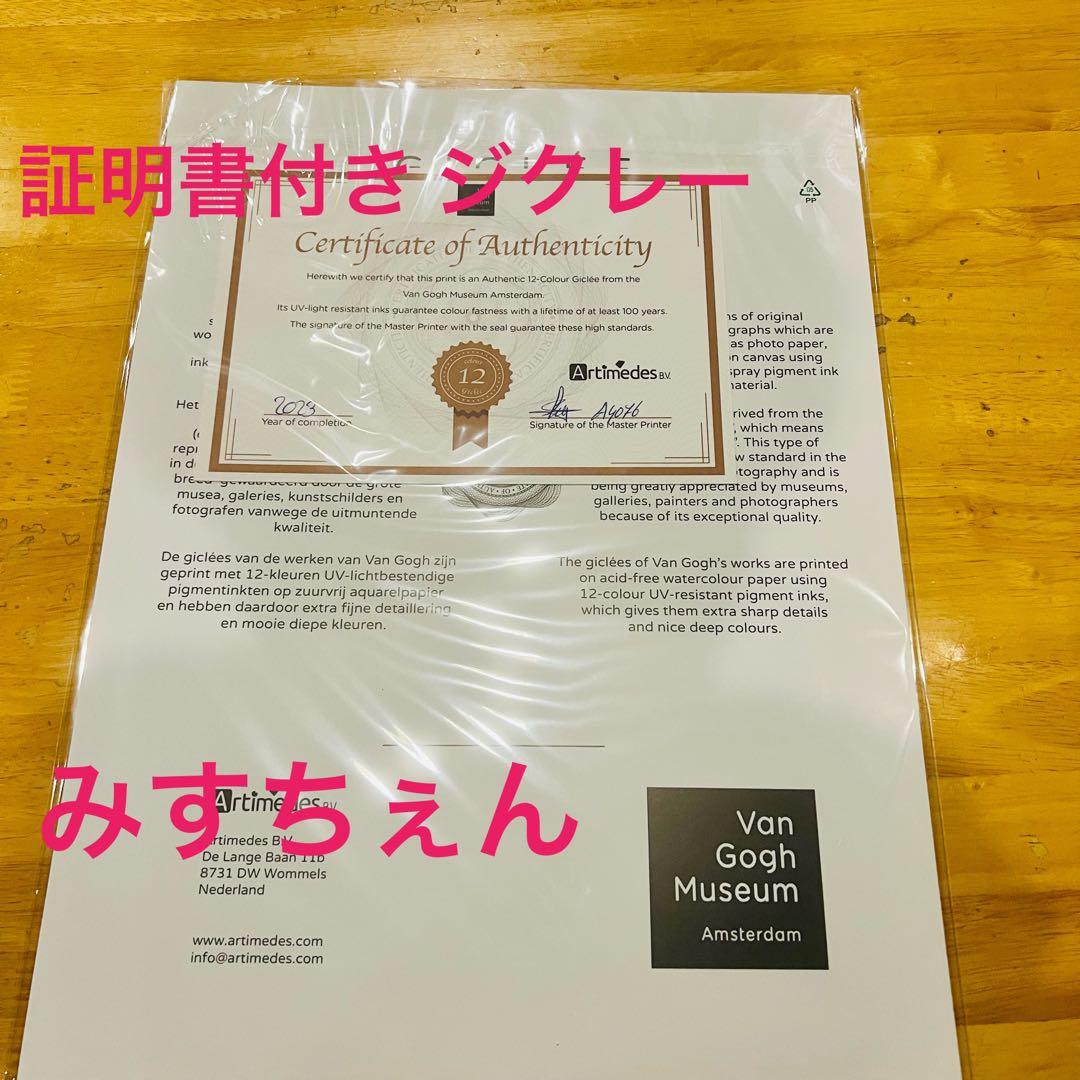 証明書付き ジクレー
PP
Certificate of Authenticity
Herewith we certify that this print is an Authentic 12-Colour Giclée from the
Van Gogh Museum Amsterdam.
Its UV-light resistant inks guarantee colour fastness with a lifetime of at least 100 years.
The signature of the Master Printer with the seal guarantee these high standards.
colour
12
Giclée
Artimedes B.V.
2023
Year of completion
A4076
Signature of the Master Printer
of original
which are
as photo paper,
on canvas using
spray pigment ink
material.
Het
in
door de grote
musea, galeries, kunstschilders en
fotografen vanwege de uitmuntende
kwaliteit.
De giclées van de werken van Van Gogh zijn
geprint met 12-kleuren UV-lichtbestendige
pigmentinkten op zuurvrij aquarelpapier
en hebben daardoor extra fijne detaillering
en mooie diepe kleuren.
from the
which means
This type of
standard in the
and is
being greatly appreciated by museums,
galleries, painters and photographers
because of its exceptional quality.
The giclées of Van Gogh's works are printed
on acid-free watercolour paper using
12-colour UV-resistant pigment inks,
which gives them extra sharp details
and nice deep colours.
みすちぇん
Artimedes B.V.
Artimedes B.V.
De Lange Baan 11b
8731 DW Wommels
Nederland
www.artimedes.com
info@artimedes.com
Van
Gogh
Museum
Amsterdam